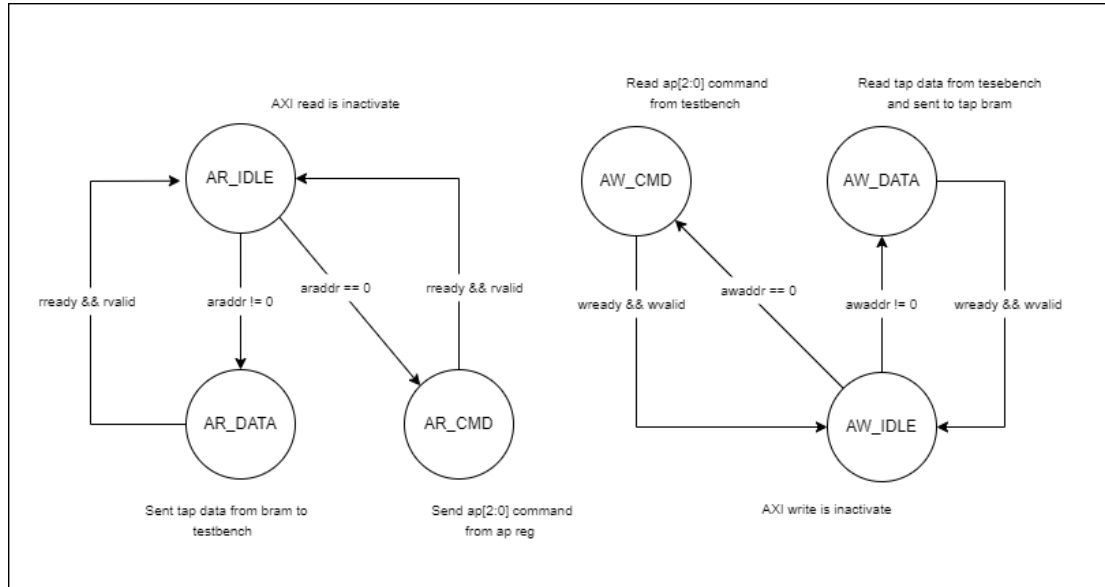 AXI read is inactivate
AR_IDLE
rready && rvalid
araddr != 0
araddr == 0
rready && rvalid
AR_DATA
AR_CMD
Sent tap data from bram to
testbench
Send ap[2:0] command
from ap reg
Read ap[2:0] command
from testbench
Read tap data from tesebench
and sent to tap bram
AW_CMD
AW_DATA
wready && wvalid
awaddr == 0
awaddr != 0
wready && wvalid
AW_IDLE
AXI write is inactivate